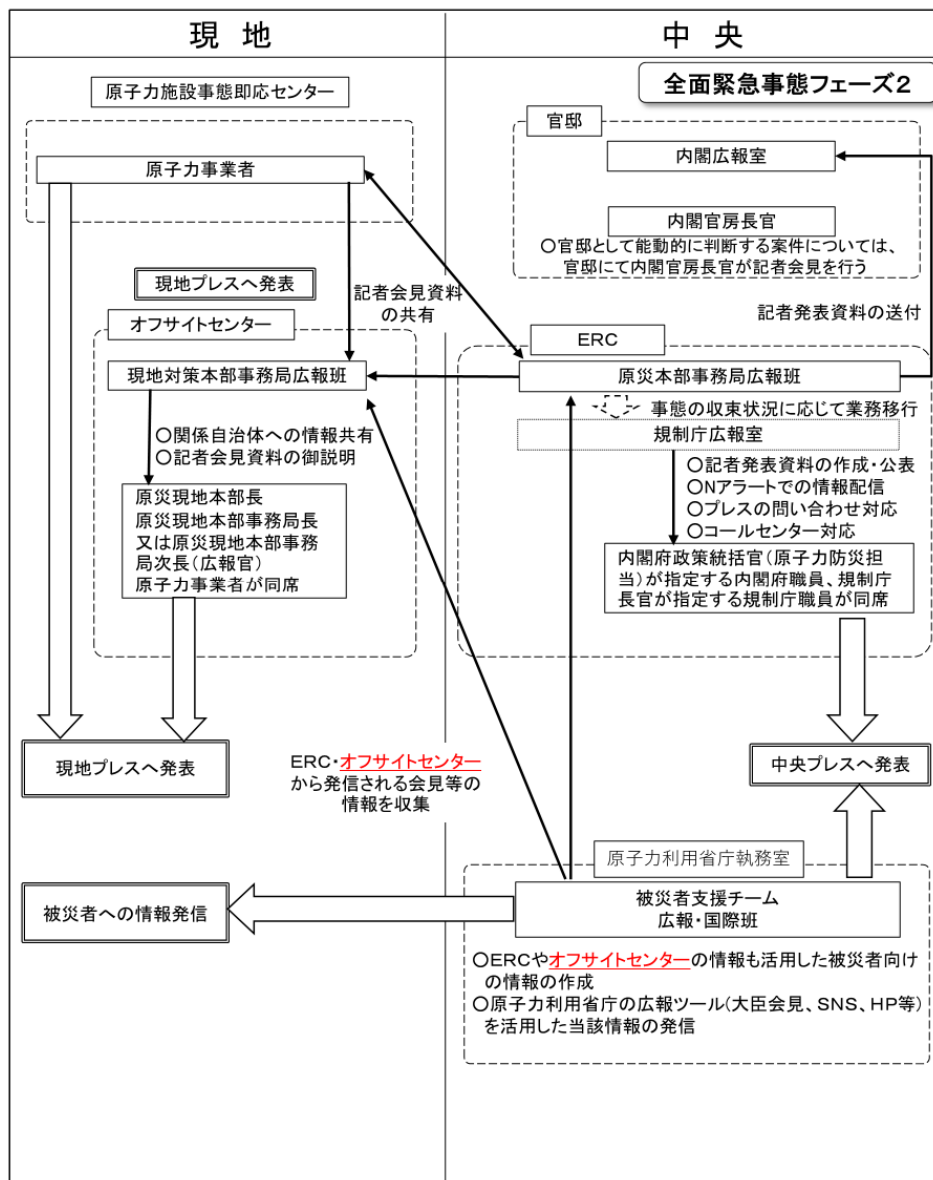 現　地
中　央
全面緊急事態フェーズ２
原子力施設事態即応センター
原子力事業者
官邸
内閣広報室
内閣官房長官
○官邸として能動的に判断する案件については、
官邸にて内閣官房長官が記者会見を行う
現地プレスへ発表
記者会見資料
の共有
記者発表資料の送付
オフサイトセンター
現地対策本部事務局広報班
ERC
原災本部事務局広報班
事態の収束状況に応じて業務移行
規制庁広報室
○関係自治体への情報共有
○記者会見資料の御説明
○記者発表資料の作成・公表
○Nアラートでの情報配信
○プレスの問い合わせ対応
○コールセンター対応
原災現地本部長
原災現地本部事務局長
又は原災現地本部事務
局次長（広報官）
原子力事業者が同席
内閣府政策統括官（原子力防災担
当）が指定する内閣府職員、規制庁
長官が指定する規制庁職員が同席
現地プレスへ発表
ERC・オフサイトセンター
から発信される会見等の
情報を収集
中央プレスへ発表
原子力利用省庁執務室
被災者への情報発信
被災者支援チーム
広報・国際班
○ERCやオフサイトセンターの情報も活用した被災者向け
の情報の作成
○原子力利用省庁の広報ツール（大臣会見、SNS、HP等）
を活用した当該情報の発信